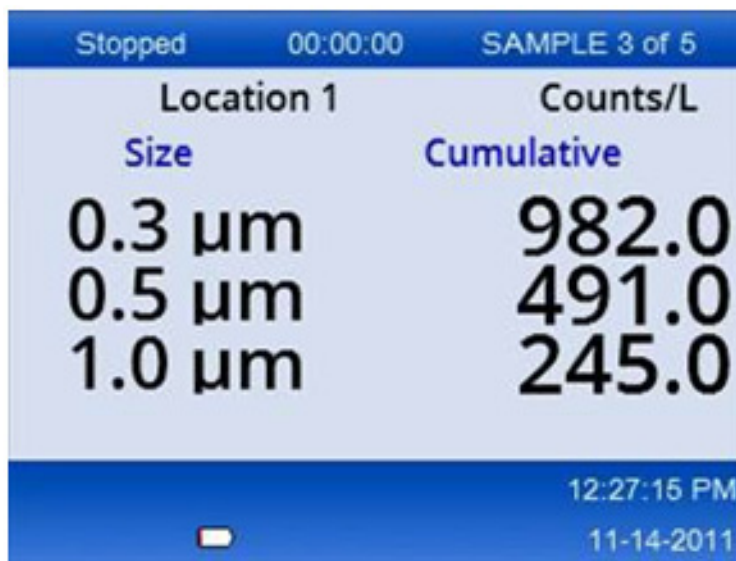 Stopped 00:00:00 SAMPLE 3 of 5
Location 1 Counts/L
Size Cumulative
0.3 µm 982.0
0.5 µm 491.0
1.0 µm 245.0
12:27:15 PM
11-14-2011